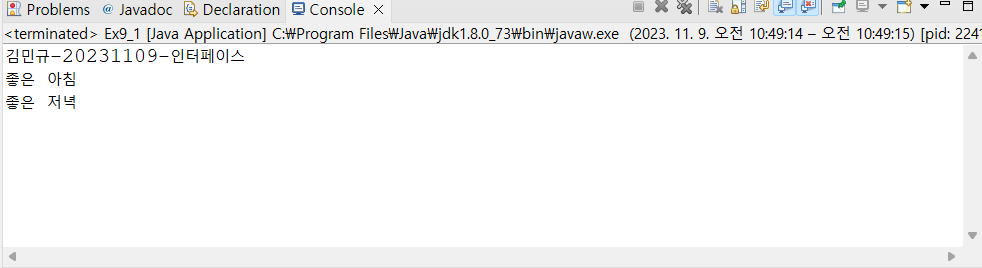 Problems @ Javadoc Declaration Console
<terminated> Ex9_1 [Java Application] C:₩Program Files₩Java₩jdk1.8.0_73₩bin₩javaw.exe (2023. 11. 9. 오전 10:49:14 – 오전 10:49:15) [pid: 2241
김민규-20231109-인터페이스
좋은 아침
좋은 저녁